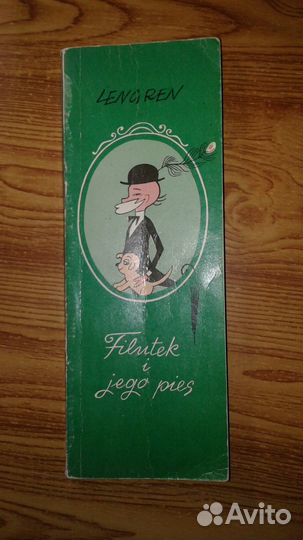 LENGREN
Filutek
i
jego pies
Avito